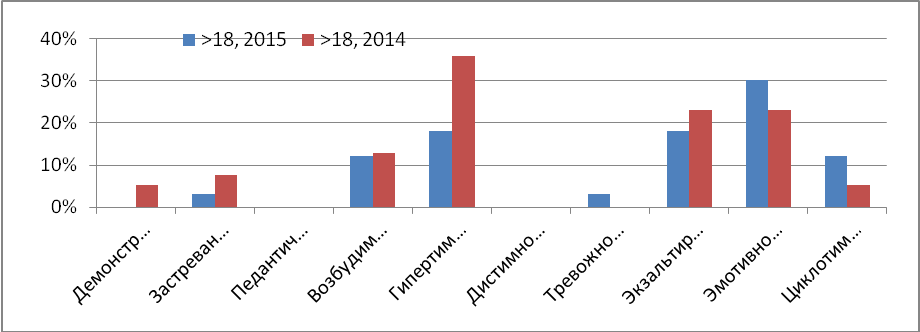 40%
>18, 2015 >18, 2014
30%
20%
10%
0%
Демонстр...
Застреван...
Педантич...
Возбудим...
Гипертим...
Дистимно...
Тревожно...
Экзальтир...
Эмотивно...
Циклотим...